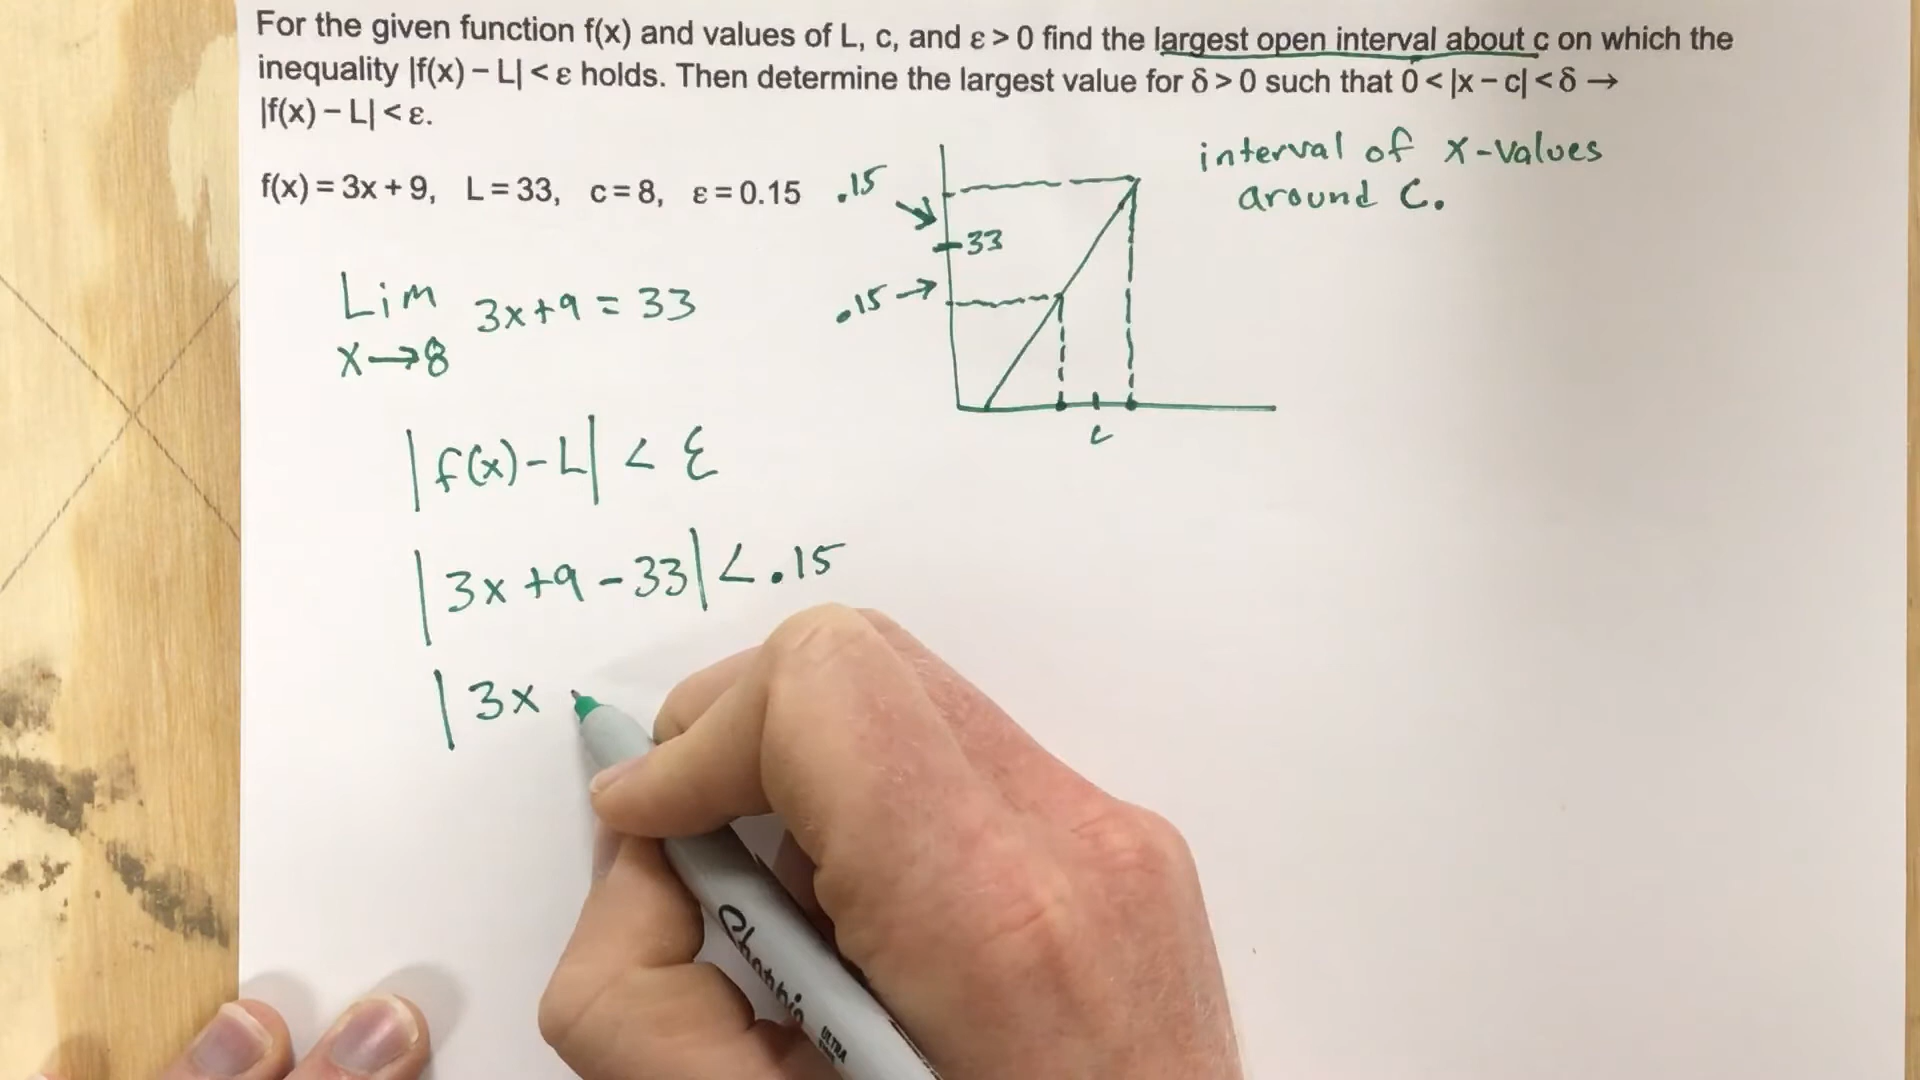 For the given function f(x) and values of L, c, and ε > 0 find the largest open interval about c on which the
inequality |f(x) – L| < ε holds. Then determine the largest value for δ > 0 such that 0 < |x – c| < δ →
|f(x) – L| < ε.
f(x) = 3x + 9, L = 33, c = 8, ε = 0.15
.15
33
.15
c
interval of x-values
around C.
Lim 3x+9 = 33
x→8
|f(x)-L| < ε
|3x+9-33| < .15
|3x
Sharpie
ULTRA